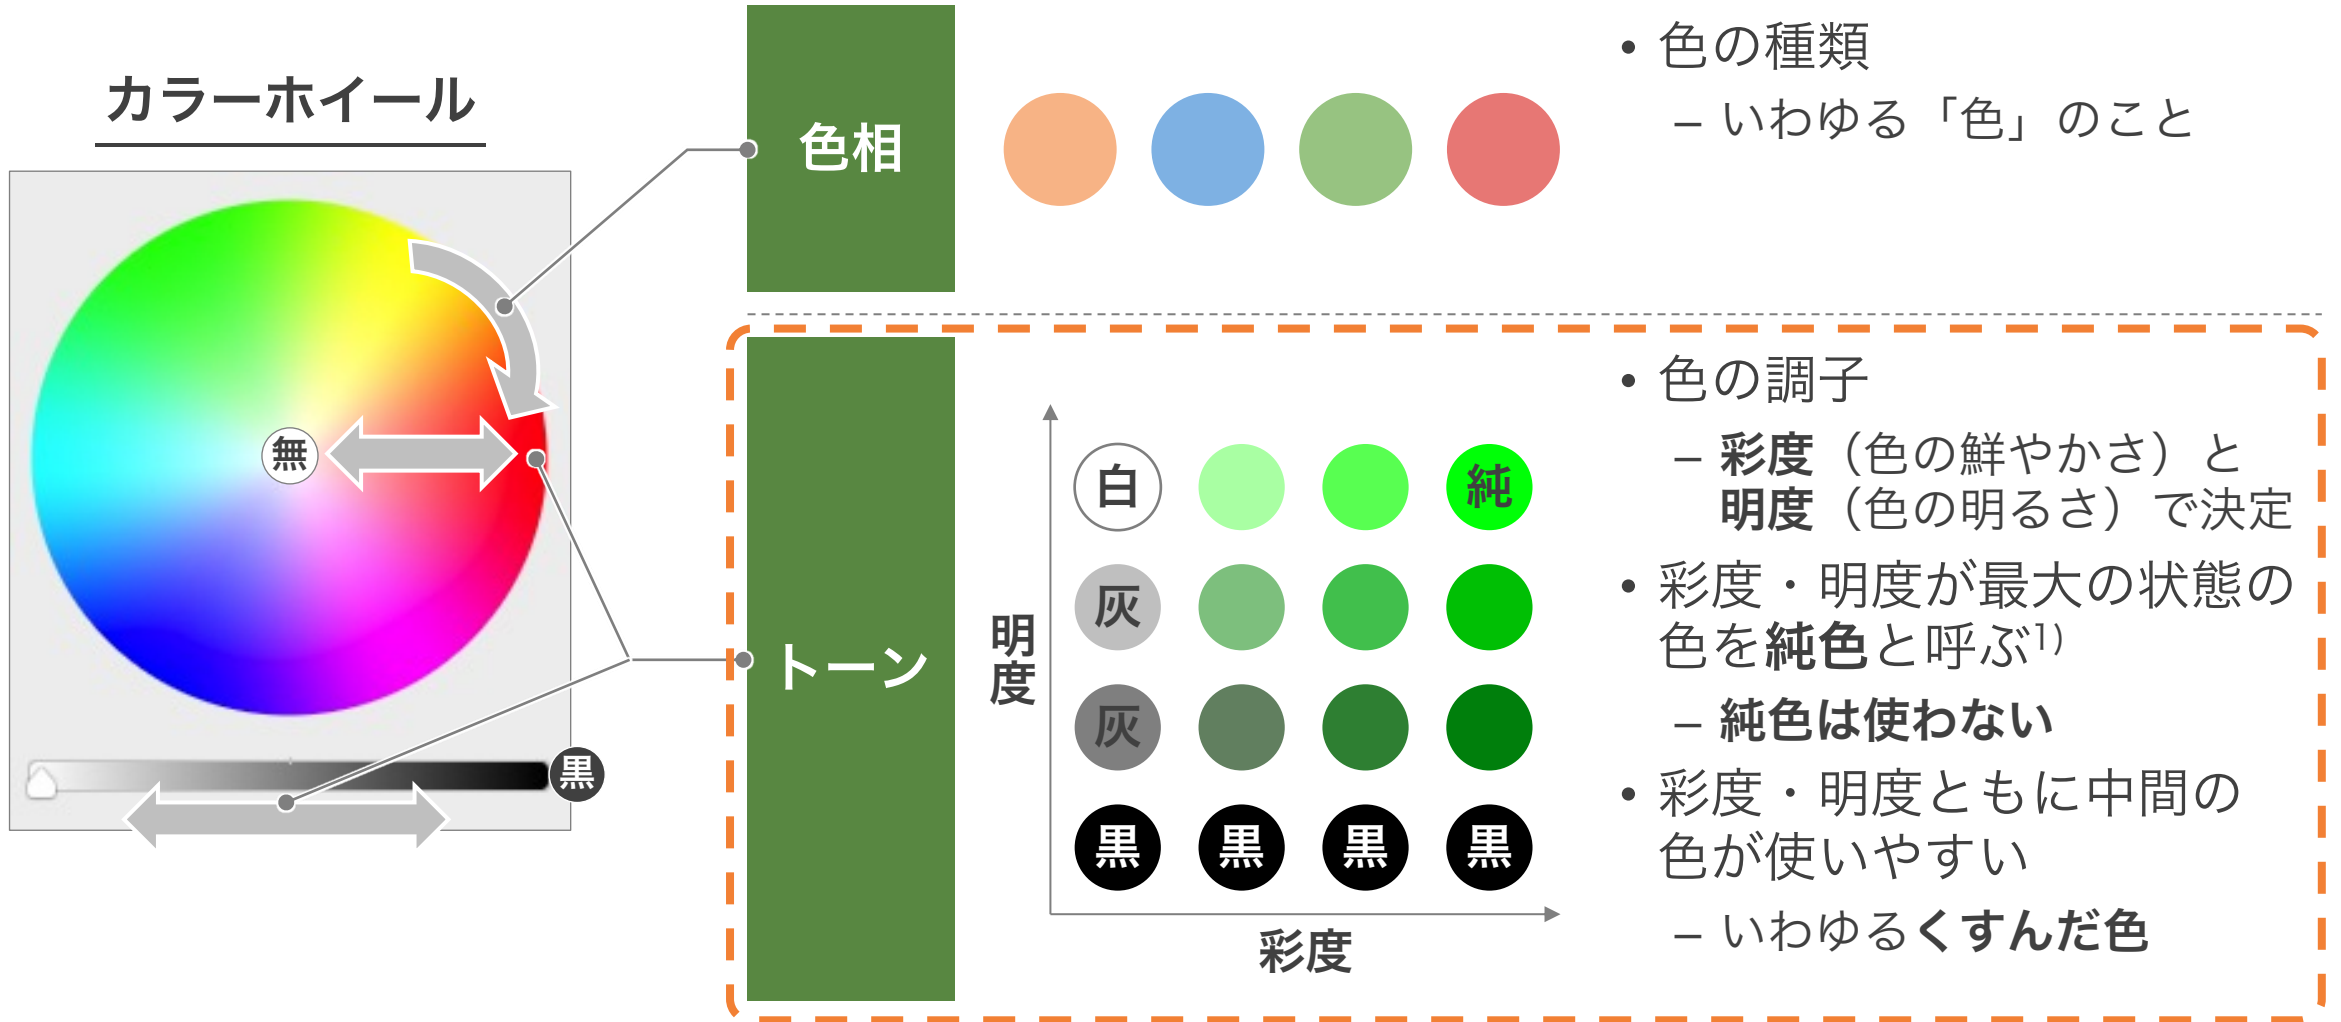 カラーホイール
無
黒
色相
• 色の種類
– いわゆる「色」のこと
トーン
明度
白
純
灰
灰
黒 黒 黒 黒
彩度
• 色の調子
– 彩度（色の鮮やかさ）と
明度（色の明るさ）で決定
• 彩度・明度が最大の状態の
色を純色と呼ぶ1)
– 純色は使わない
• 彩度・明度ともに中間の
色が使いやすい
– いわゆるくすんだ色